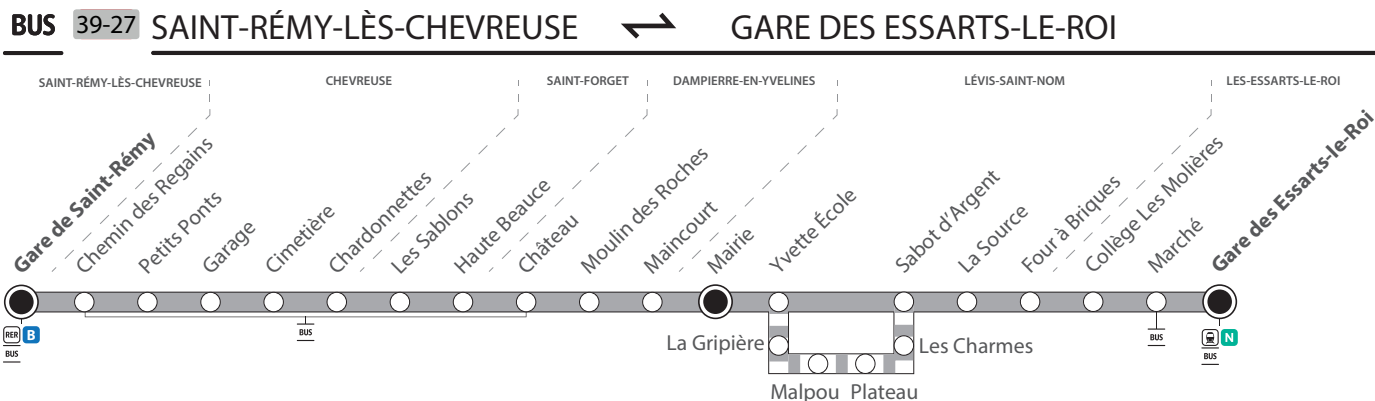 BUS 39-27 SAINT-RÉMY-LÈS-CHEVREUSE GARE DES ESSARTS-LE-ROI
SAINT-RÉMY-LÈS-CHEVREUSE
CHEVREUSE
SAINT-FORGET
DAMPIERRE-EN-YVELINES
LÉVIS-SAINT-NOM
LES-ESSARTS-LE-ROI
Gare de Saint-Rémy
Chemin des Regains
Petits Ponts
Garage
Cimetière
Chardonnettes
Les Sablons
Haute Beauce
Château
Moulin des Roches
Maincourt
Mairie
Yvette École
Sabot d'Argent
La Source
Four à Briques
Collège Les Molières
Marché
Gare des Essarts-le-Roi
RER B
BUS
BUS
La Gripière
Les Charmes
Malpou
Plateau
BUS
N
BUS